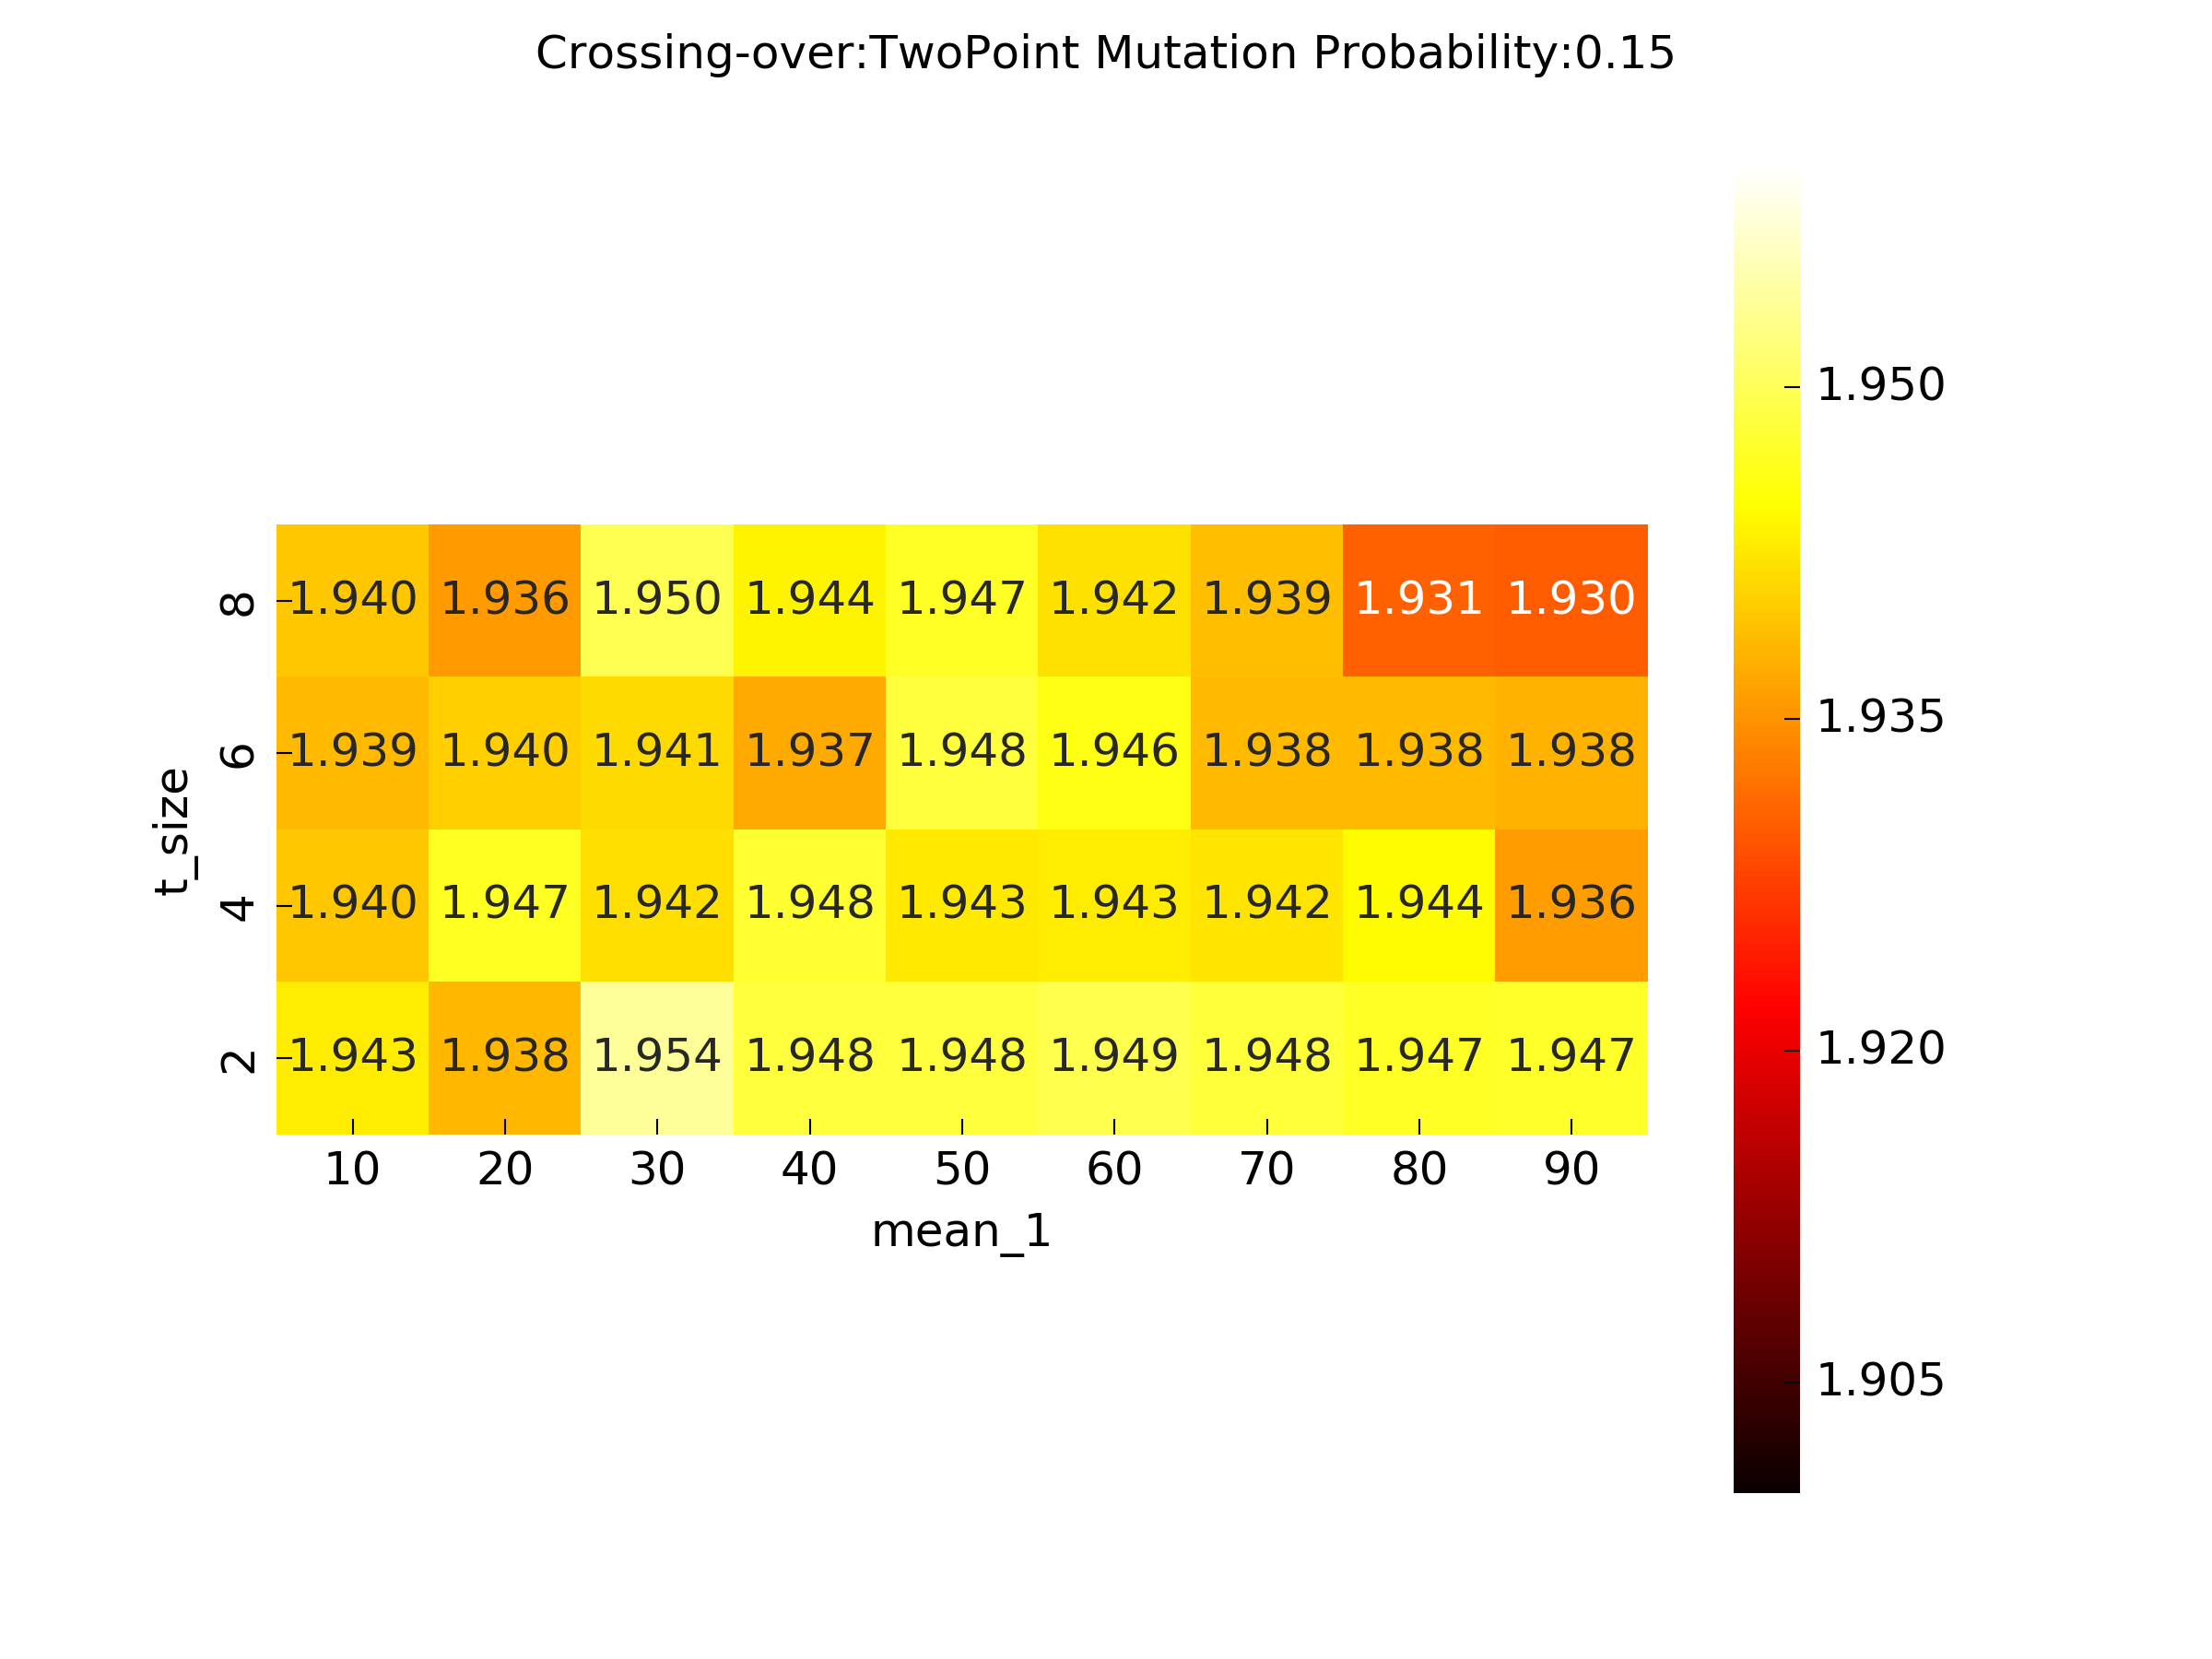 Crossing-over:TwoPoint Mutation Probability:0.15
1.950
1.935
1.920
1.905
t_size
8 1.940 1.936 1.950 1.944 1.947 1.942 1.939 1.931 1.930
6 1.939 1.940 1.941 1.937 1.948 1.946 1.938 1.938 1.938
4 1.940 1.947 1.942 1.948 1.943 1.943 1.942 1.944 1.936
2 1.943 1.938 1.954 1.948 1.948 1.949 1.948 1.947 1.947
10 20 30 40 50 60 70 80 90
mean_1